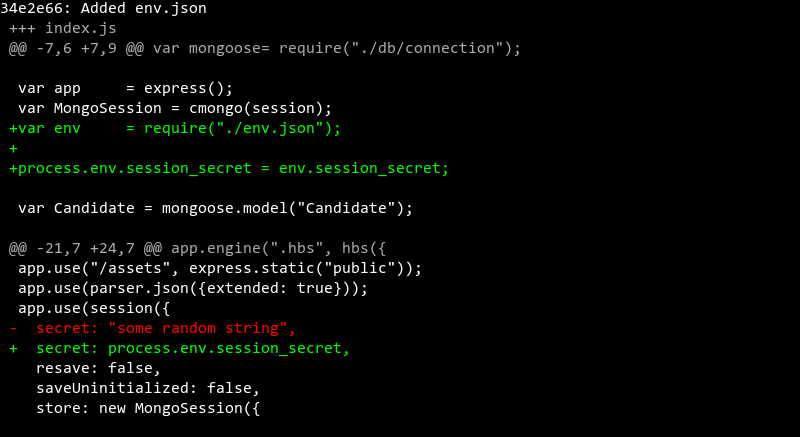 34e2e66: Added env.json
+++ index.js
@@ -7,6 +7,9 @@ var mongoose= require("./db/connection");
var app     = express();
var MongoSession = cmongo(session);
+var env     = require("./env.json");
+
+process.env.session_secret = env.session_secret;
var Candidate = mongoose.model("Candidate");
@@ -21,7 +24,7 @@ app.engine(".hbs", hbs({
app.use("/assets", express.static("public"));
app.use(parser.json({extended: true}));
app.use(session({
-  secret: "some random string",
+  secret: process.env.session_secret,
resave: false,
saveUninitialized: false,
store: new MongoSession({